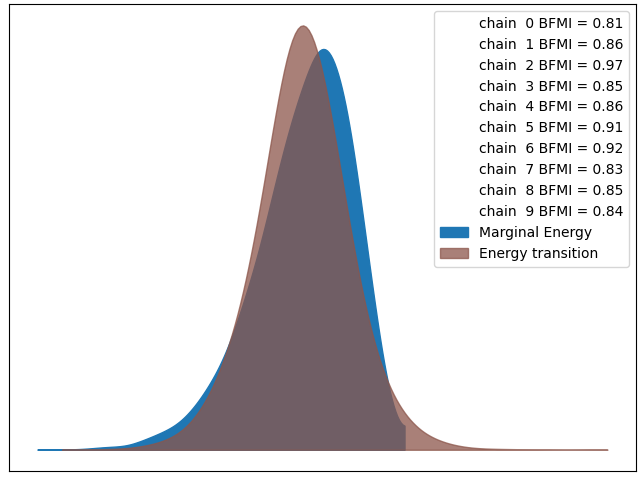 chain  0 BFMI = 0.81
chain  1 BFMI = 0.86
chain  2 BFMI = 0.97
chain  3 BFMI = 0.85
chain  4 BFMI = 0.86
chain  5 BFMI = 0.91
chain  6 BFMI = 0.92
chain  7 BFMI = 0.83
chain  8 BFMI = 0.85
chain  9 BFMI = 0.84
Marginal Energy
Energy transition